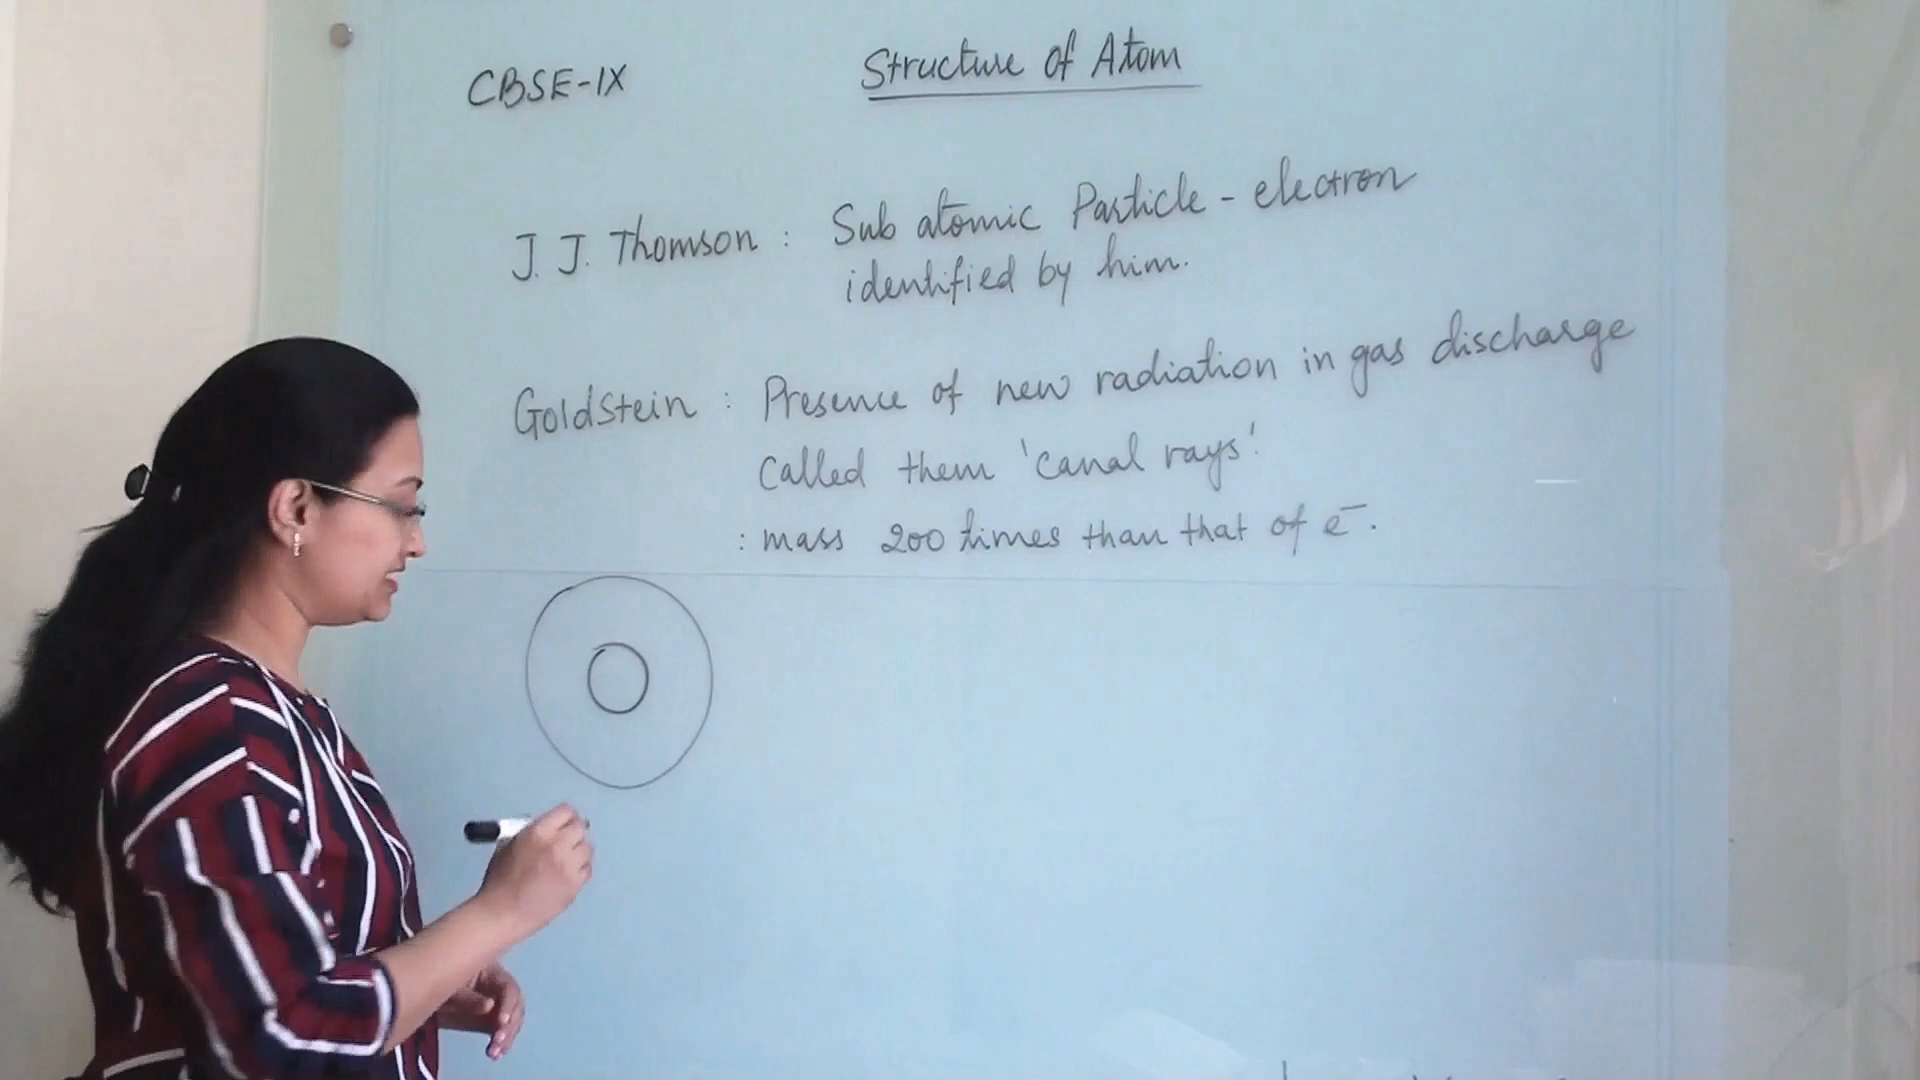 CBSE-IX
Structure of Atom
J. J. Thomson : Sub atomic Particle - electron
identified by him.
Goldstein : Presence of new radiation in gas discharge
Called them 'canal rays'.
: mass 200 times than that of e⁻.